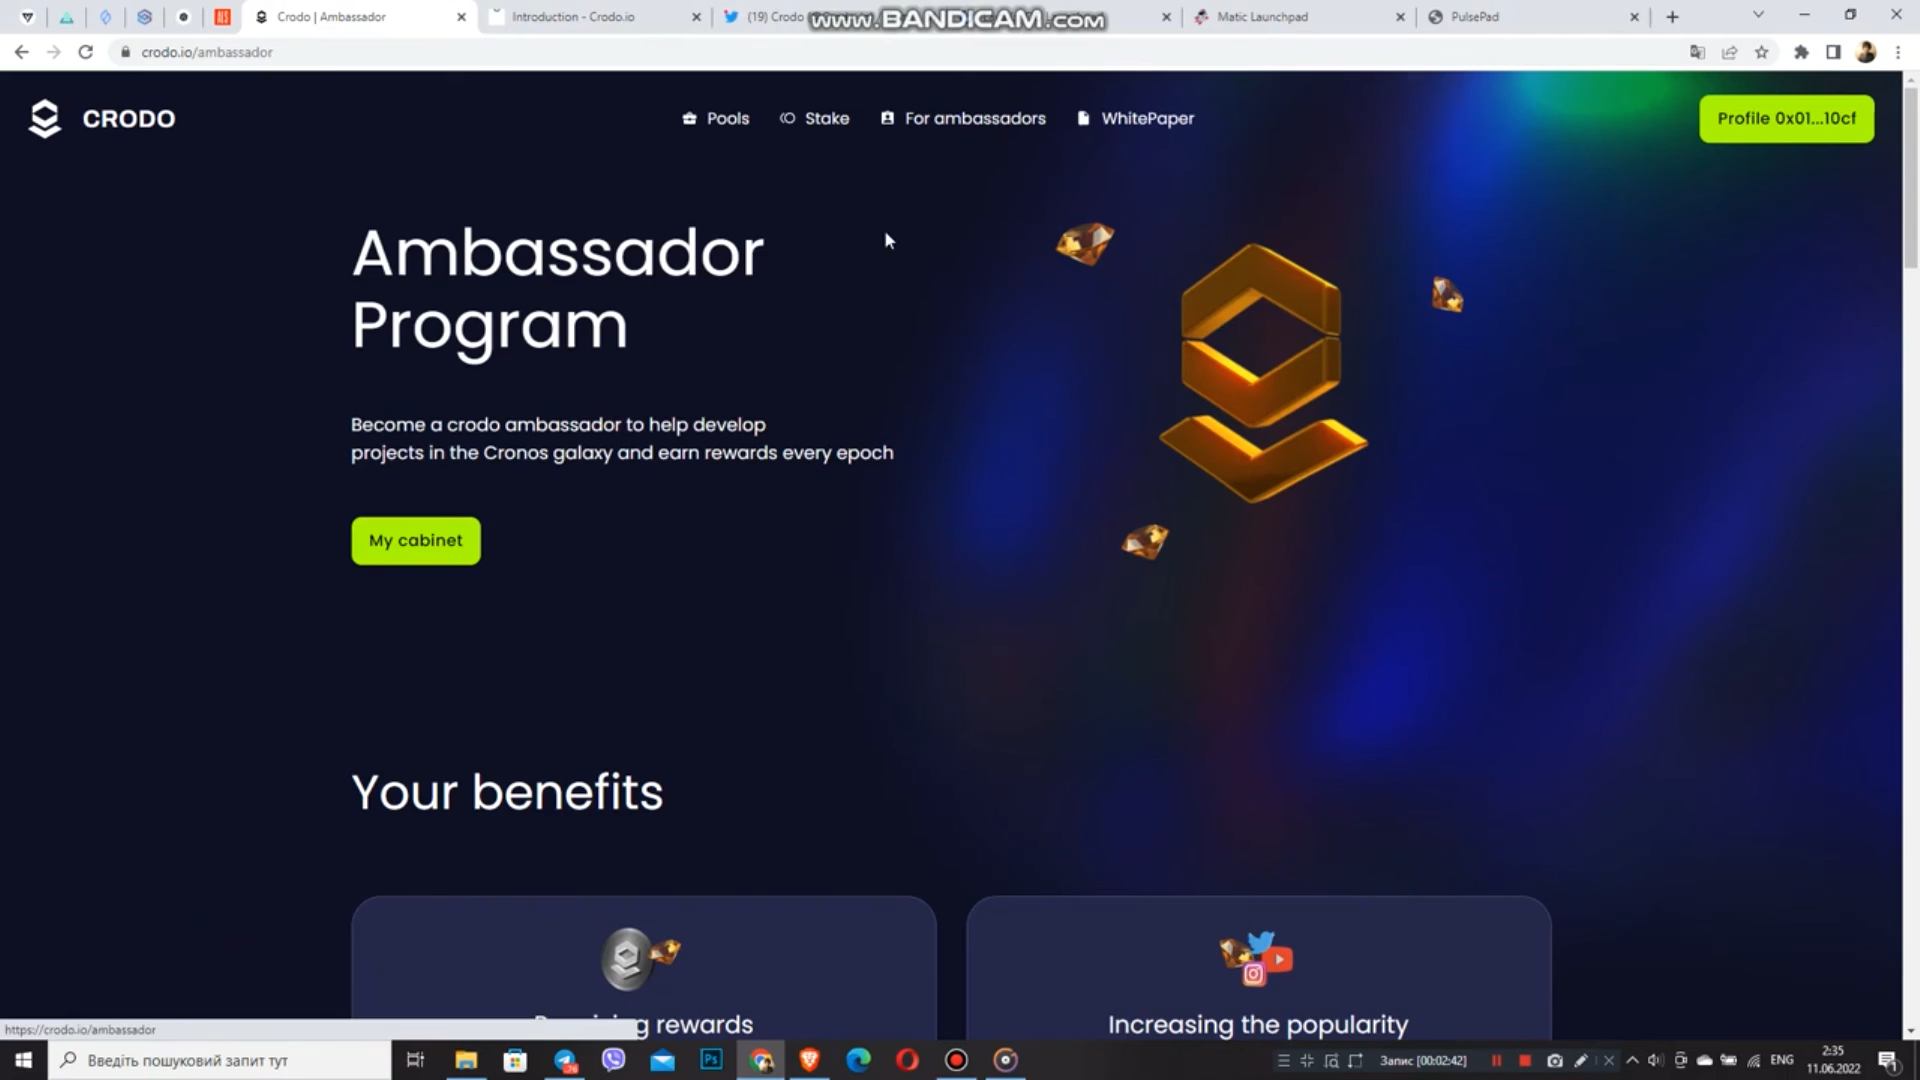 Crodo | Ambassador
Introduction - Crodo.io
(19) Crodo
www.BANDICAM.com
Matic Launchpad
PulsePad
crodo.io/ambassador
CRODO
Pools
Stake
For ambassadors
WhitePaper
Profile 0x01...10cf
Ambassador
Program
Become a crodo ambassador to help develop
projects in the Cronos galaxy and earn rewards every epoch
My cabinet
Your benefits
rewards
Increasing the popularity
https://crodo.io/ambassador
Введіть пошуковий запит тут
Ps
Запис [00:02:42]
ENG
2:35
11.06.2022